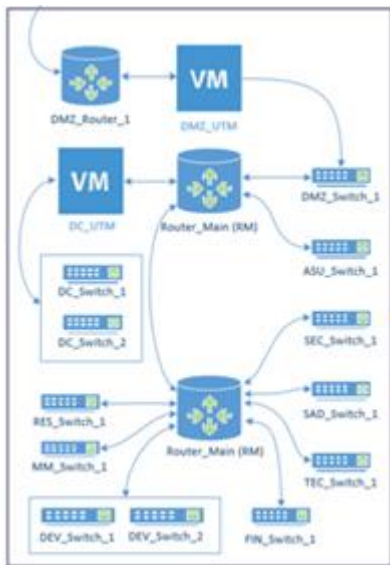 VM
DMZ_Router_1
DMZ_UTM
VM
DC_UTM
Router_Main (RM)
DMZ_Switch_1
ASU_Switch_1
DC_Switch_1
DC_Switch_2
SEC_Switch_1
SAD_Switch_1
RES_Switch_1
MM_Switch_1
Router_Main (RM)
TEC_Switch_1
DEV_Switch_1
DEV_Switch_2
FIN_Switch_1